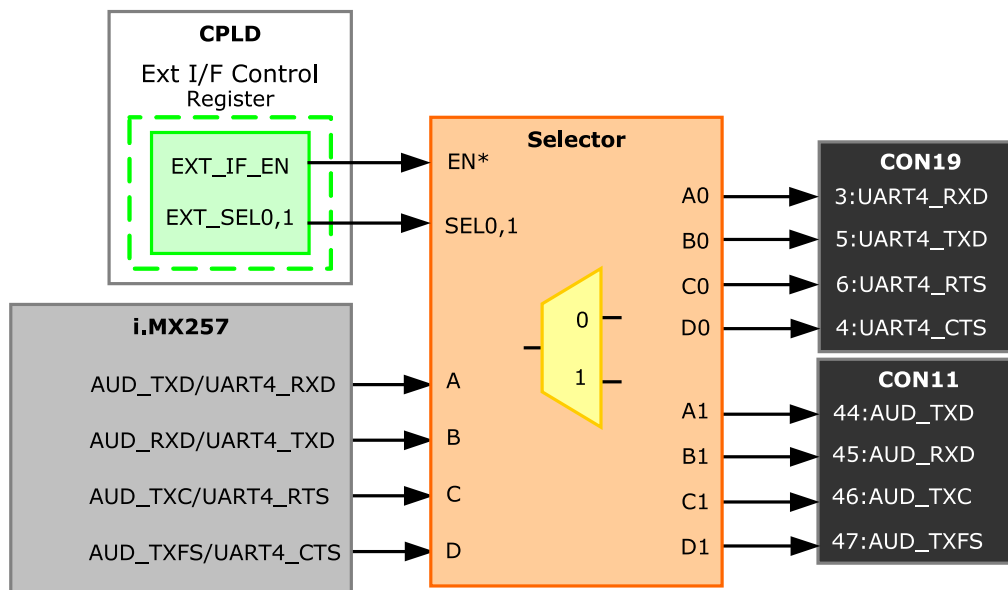 CPLD
Ext I/F Control
Register
EXT_IF_EN
EXT_SEL0,1
i.MX257
AUD_TXD/UART4_RXD
AUD_RXD/UART4_TXD
AUD_TXC/UART4_RTS
AUD_TXFS/UART4_CTS
Selector
EN*
SEL0,1
A
B
C
D
0
1
A0
B0
C0
D0
A1
B1
C1
D1
CON19
3:UART4_RXD
5:UART4_TXD
6:UART4_RTS
4:UART4_CTS
CON11
44:AUD_TXD
45:AUD_RXD
46:AUD_TXC
47:AUD_TXFS